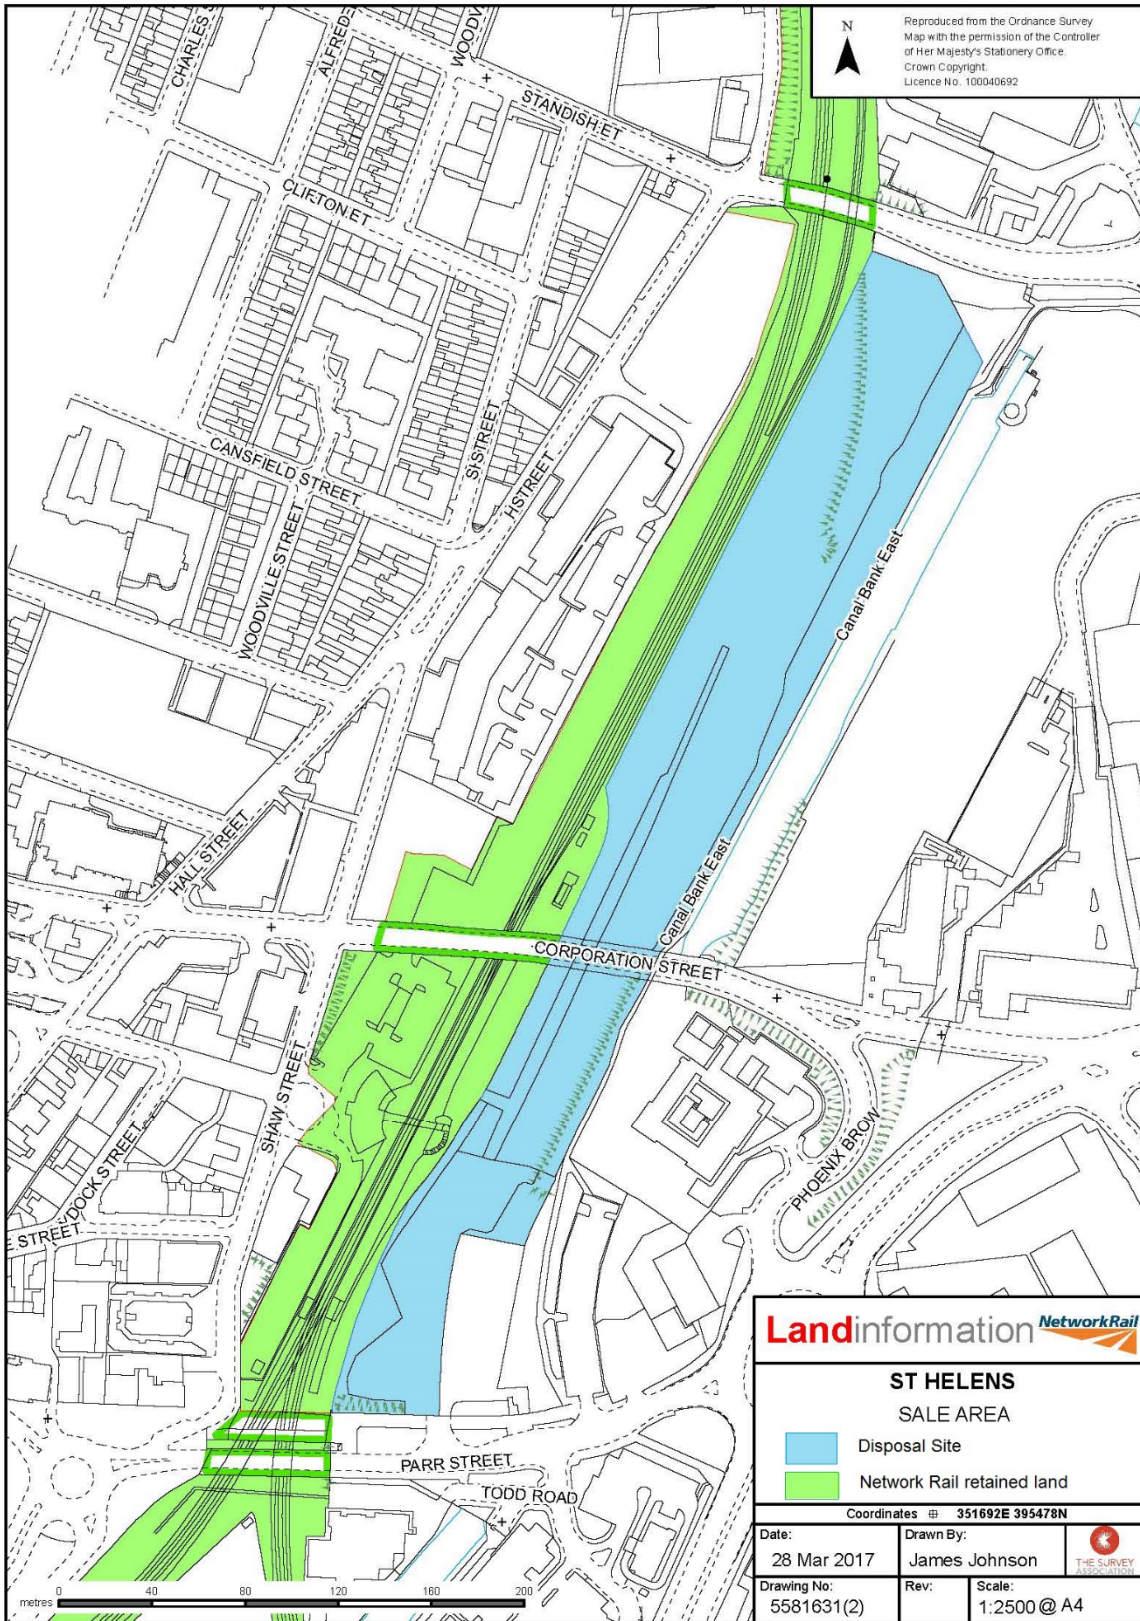 N
Reproduced from the Ordnance Survey
Map with the permission of the Controller
of Her Majesty's Stationery Office.
Crown Copyright.
Licence No. 100040692
CHARLES S
ALFRED
WOODV
STANDISH ET
CLIFTON ET
CANSFIELD STREET
SI STREET
H STREET
WOODVILLE STREET
Canal Bank East
HALL STREET
Canal Bank East
CORPORATION STREET
SHAW STREET
YDOCK STREET
E STREET
PHOENIX BROW
PARR STREET
TODD ROAD
Landinformation NetworkRail
ST HELENS
SALE AREA
Disposal Site
Network Rail retained land
Coordinates ⊕ 351692E 395478N
Date:
28 Mar 2017
Drawn By:
James Johnson
THE SURVEY
ASSOCIATION
Drawing No:
5581631(2)
Rev:
Scale:
1:2500 @ A4
metres 0 40 80 120 160 200